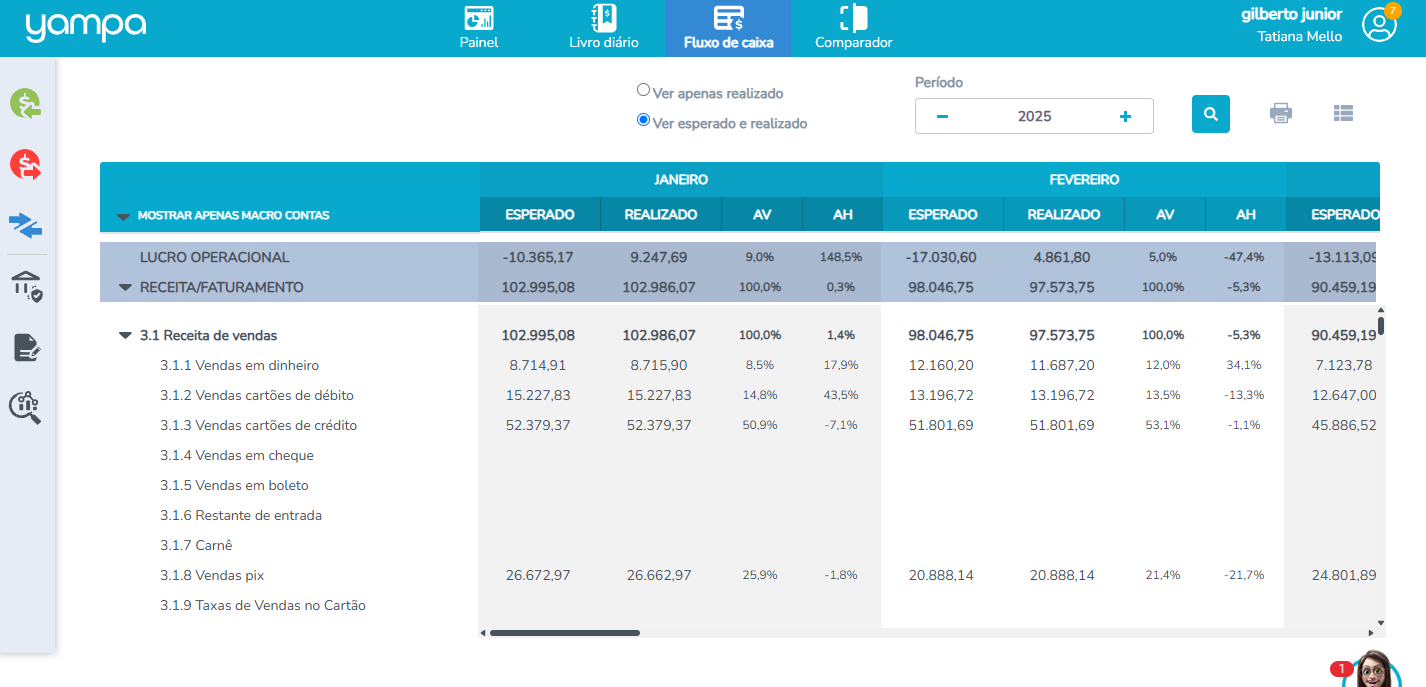 yampa
Painel
Livro diário
Fluxo de caixa
Comparador
gilberto junior
Tatiana Mello
7
Ver apenas realizado
Ver esperado e realizado
Período
2025
JANEIRO FEVEREIRO
MOSTRAR APENAS MACRO CONTAS ESPERADO REALIZADO AV AH ESPERADO REALIZADO AV AH ESPERADO
LUCRO OPERACIONAL -10.365,17 9.247,69 9,0% 148,5% -17.030,60 4.861,80 5,0% -47,4% -13.113,09
RECEITA/FATURAMENTO 102.995,08 102.986,07 100,0% 0,3% 98.046,75 97.573,75 100,0% -5,3% 90.459,19
3.1 Receita de vendas 102.995,08 102.986,07 100,0% 1,4% 98.046,75 97.573,75 100,0% -5,3% 90.459,19
3.1.1 Vendas em dinheiro 8.714,91 8.715,90 8,5% 17,9% 12.160,20 11.687,20 12,0% 34,1% 7.123,78
3.1.2 Vendas cartões de débito 15.227,83 15.227,83 14,8% 43,5% 13.196,72 13.196,72 13,5% -13,3% 12.647,00
3.1.3 Vendas cartões de crédito 52.379,37 52.379,37 50,9% -7,1% 51.801,69 51.801,69 53,1% -1,1% 45.886,52
3.1.4 Vendas em cheque
3.1.5 Vendas em boleto
3.1.6 Restante de entrada
3.1.7 Carnê
3.1.8 Vendas pix 26.672,97 26.662,97 25,9% -1,8% 20.888,14 20.888,14 21,4% -21,7% 24.801,89
3.1.9 Taxas de Vendas no Cartão
1